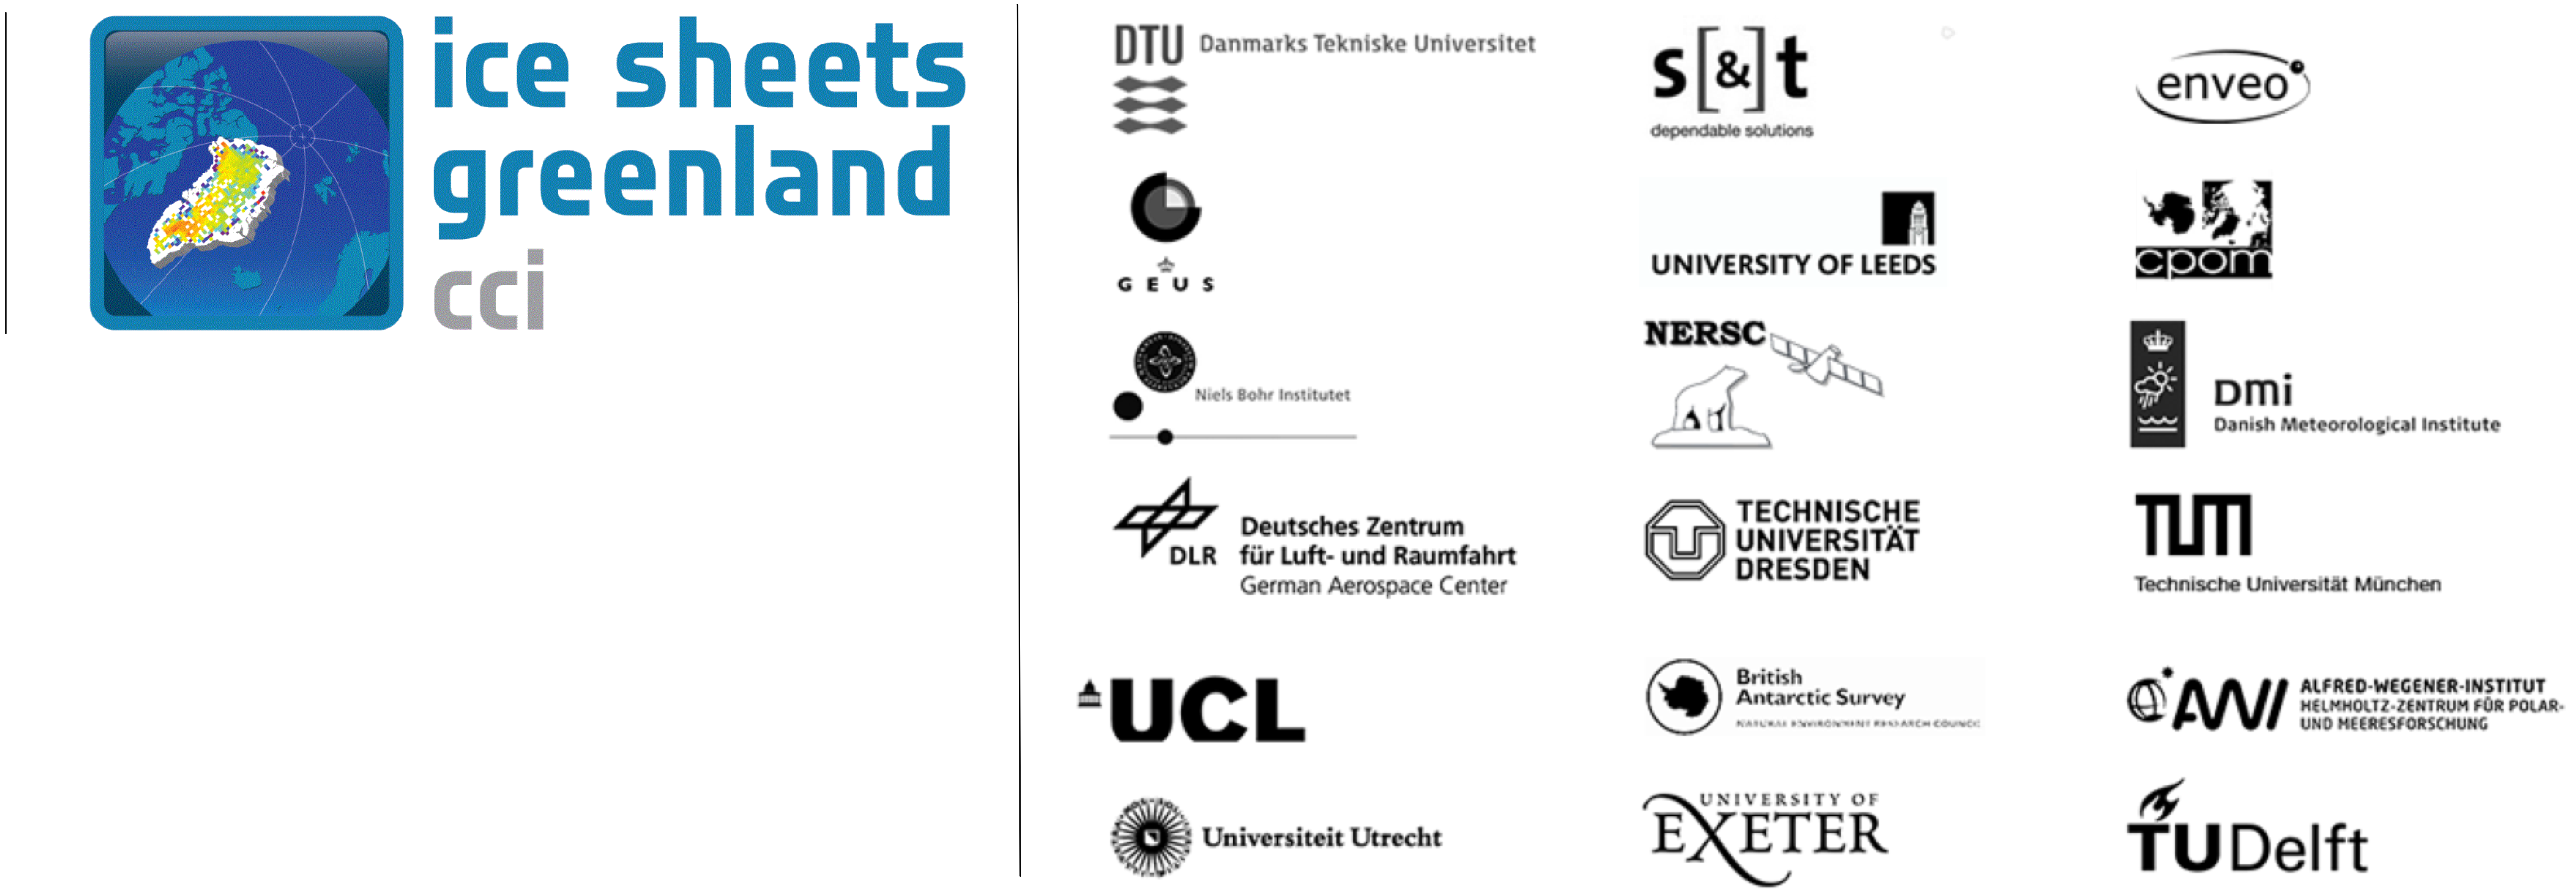 ice sheets
greenland
cci
DTU
Danmarks Tekniske Universitet
s[&]t
dependable solutions
enveo
GEUS
UNIVERSITY OF LEEDS
cpom
Niels Bohr Institutet
NERSC
DMi
Danish Meteorological Institute
DLR
Deutsches Zentrum
für Luft- und Raumfahrt
German Aerospace Center
TECHNISCHE
UNIVERSITÄT
DRESDEN
TUM
Technische Universität München
UCL
British
Antarctic Survey
NATURAL ENVIRONMENT RESEARCH COUNCIL
AWI
ALFRED-WEGENER-INSTITUT
HELMHOLTZ-ZENTRUM FÜR POLAR-
UND MEERESFORSCHUNG
Universiteit Utrecht
UNIVERSITY OF
EXETER
TUDelft